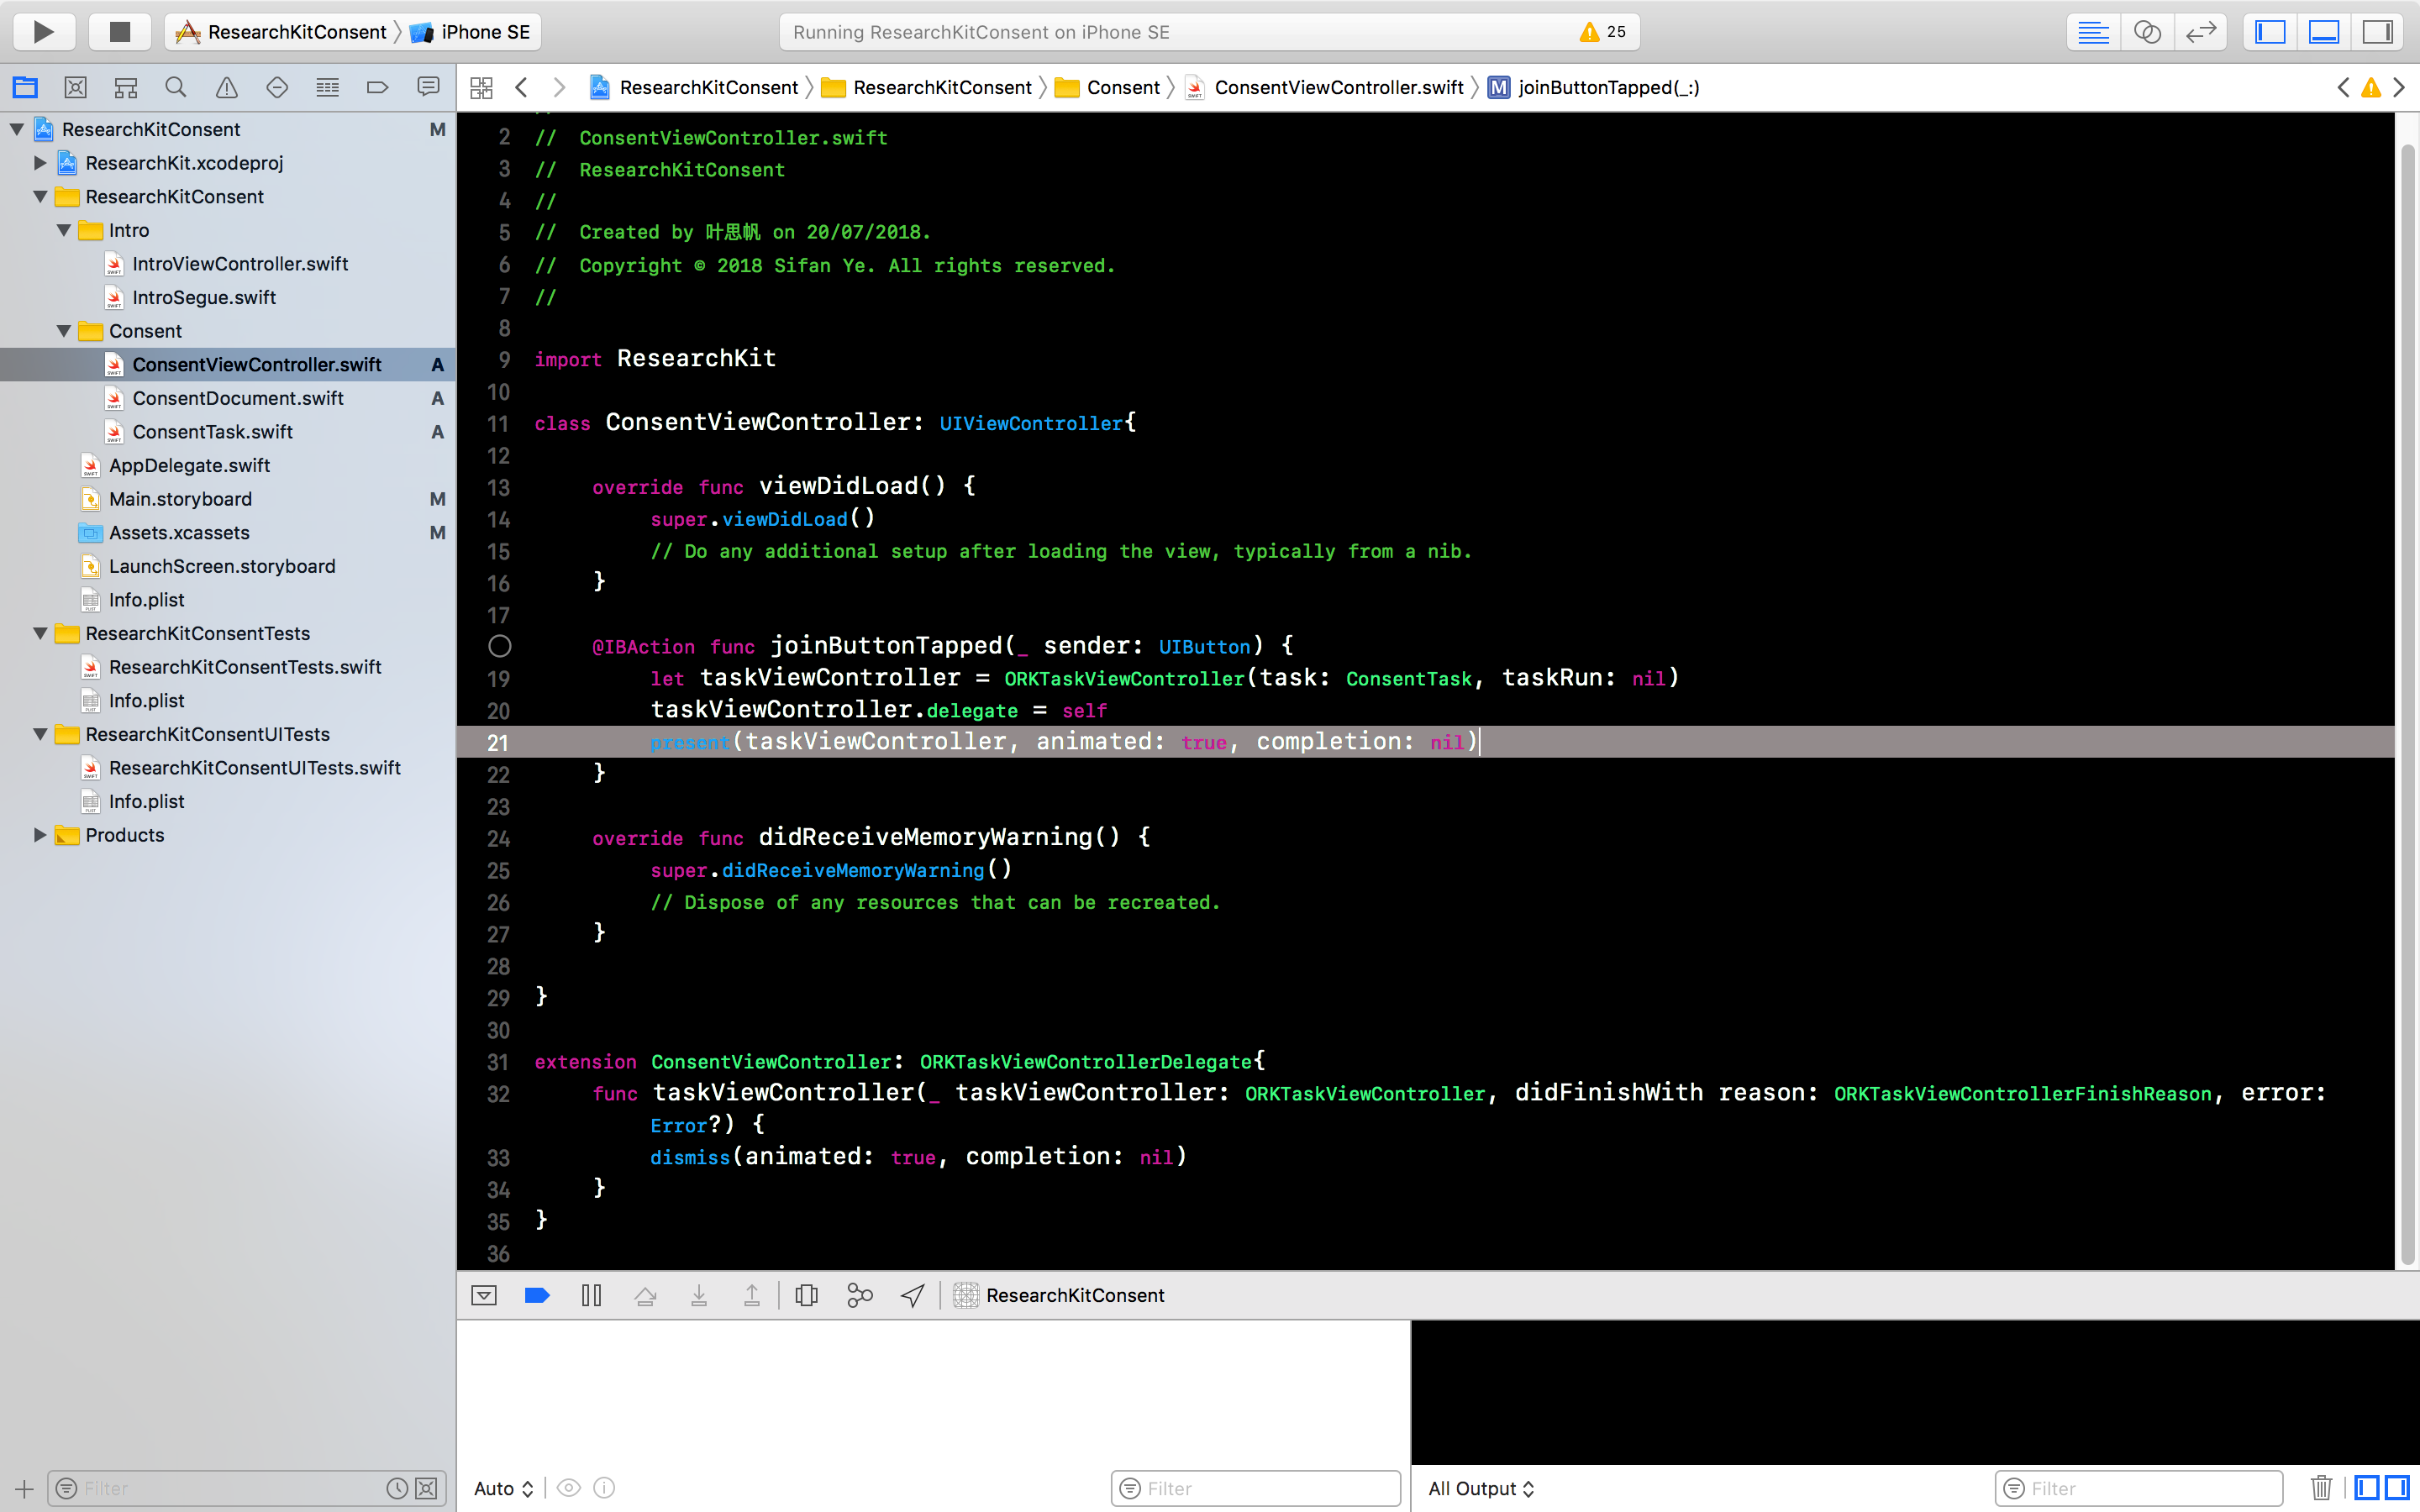 ResearchKitConsent iPhone SE
Running ResearchKitConsent on iPhone SE 25
ResearchKitConsent ResearchKitConsent Consent ConsentViewController.swift M joinButtonTapped(_:)
ResearchKitConsent M
ResearchKit.xcodeproj
ResearchKitConsent
Intro
IntroViewController.swift
IntroSegue.swift
Consent
ConsentViewController.swift A
ConsentDocument.swift A
ConsentTask.swift A
AppDelegate.swift
Main.storyboard M
Assets.xcassets M
LaunchScreen.storyboard
Info.plist
ResearchKitConsentTests
ResearchKitConsentTests.swift
Info.plist
ResearchKitConsentUITests
ResearchKitConsentUITests.swift
Info.plist
Products
Filter
2 // ConsentViewController.swift
3 // ResearchKitConsent
4 //
5 // Created by 叶思帆 on 20/07/2018.
6 // Copyright © 2018 Sifan Ye. All rights reserved.
7 //
8
9 import ResearchKit
10
11 class ConsentViewController: UIViewController{
12
13 override func viewDidLoad() {
14 super.viewDidLoad()
15 // Do any additional setup after loading the view, typically from a nib.
16 }
17
@IBAction func joinButtonTapped(_ sender: UIButton) {
19 let taskViewController = ORKTaskViewController(task: ConsentTask, taskRun: nil)
20 taskViewController.delegate = self
21 present(taskViewController, animated: true, completion: nil)
22 }
23
24 override func didReceiveMemoryWarning() {
25 super.didReceiveMemoryWarning()
26 // Dispose of any resources that can be recreated.
27 }
28
29 }
30
31 extension ConsentViewController: ORKTaskViewControllerDelegate{
32 func taskViewController(_ taskViewController: ORKTaskViewController, didFinishWith reason: ORKTaskViewControllerFinishReason, error:
Error?) {
33 dismiss(animated: true, completion: nil)
34 }
35 }
36
ResearchKitConsent
Auto Filter
All Output Filter